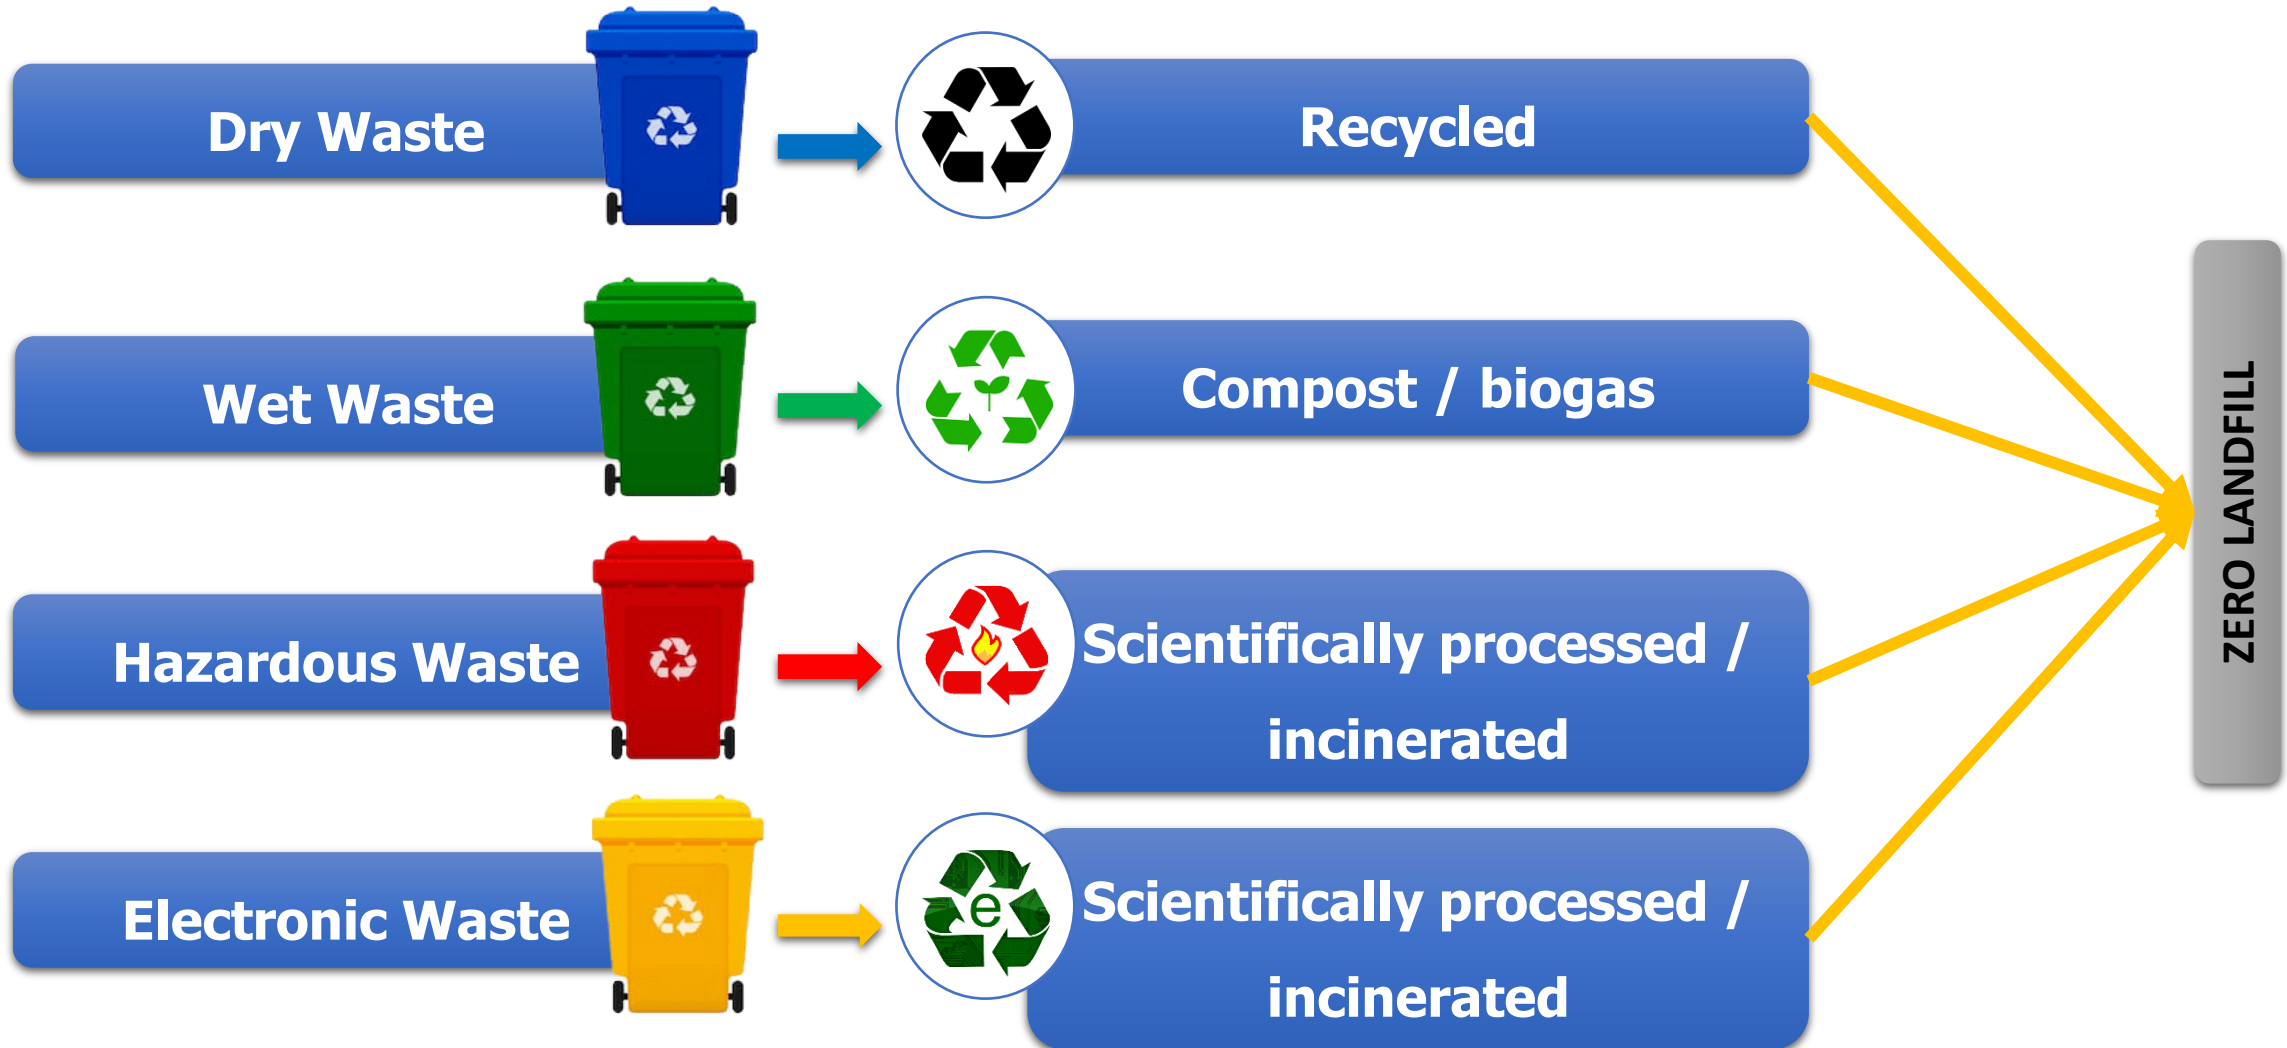 Dry Waste
Recycled
Wet Waste
Compost / biogas
Hazardous Waste
Scientifically processed /
incinerated
Electronic Waste
e
Scientifically processed /
incinerated
ZERO LANDFILL